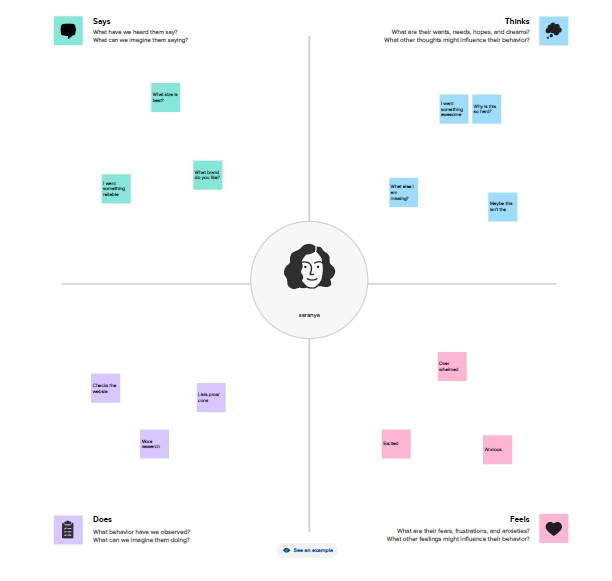 Says
What have we heard them say?
What can we imagine them saying?
Thinks
What are their wants, needs, hopes, and dreams?
What other thoughts might influence their behavior?
What size is
best?
I want
something
reliable
What brand
do you like?
I want
something
awesome
Why is this
so hard?
What else I
am
missing?
Maybe this
isn't the
saranya
Checks the
website
Lists pros/
cons
More
research
Over
whelmed
Excited
Anxious
Does
What behavior have we observed?
What can we imagine them doing?
Feels
What are their fears, frustrations, and anxieties?
What other feelings might influence their behavior?
See an example